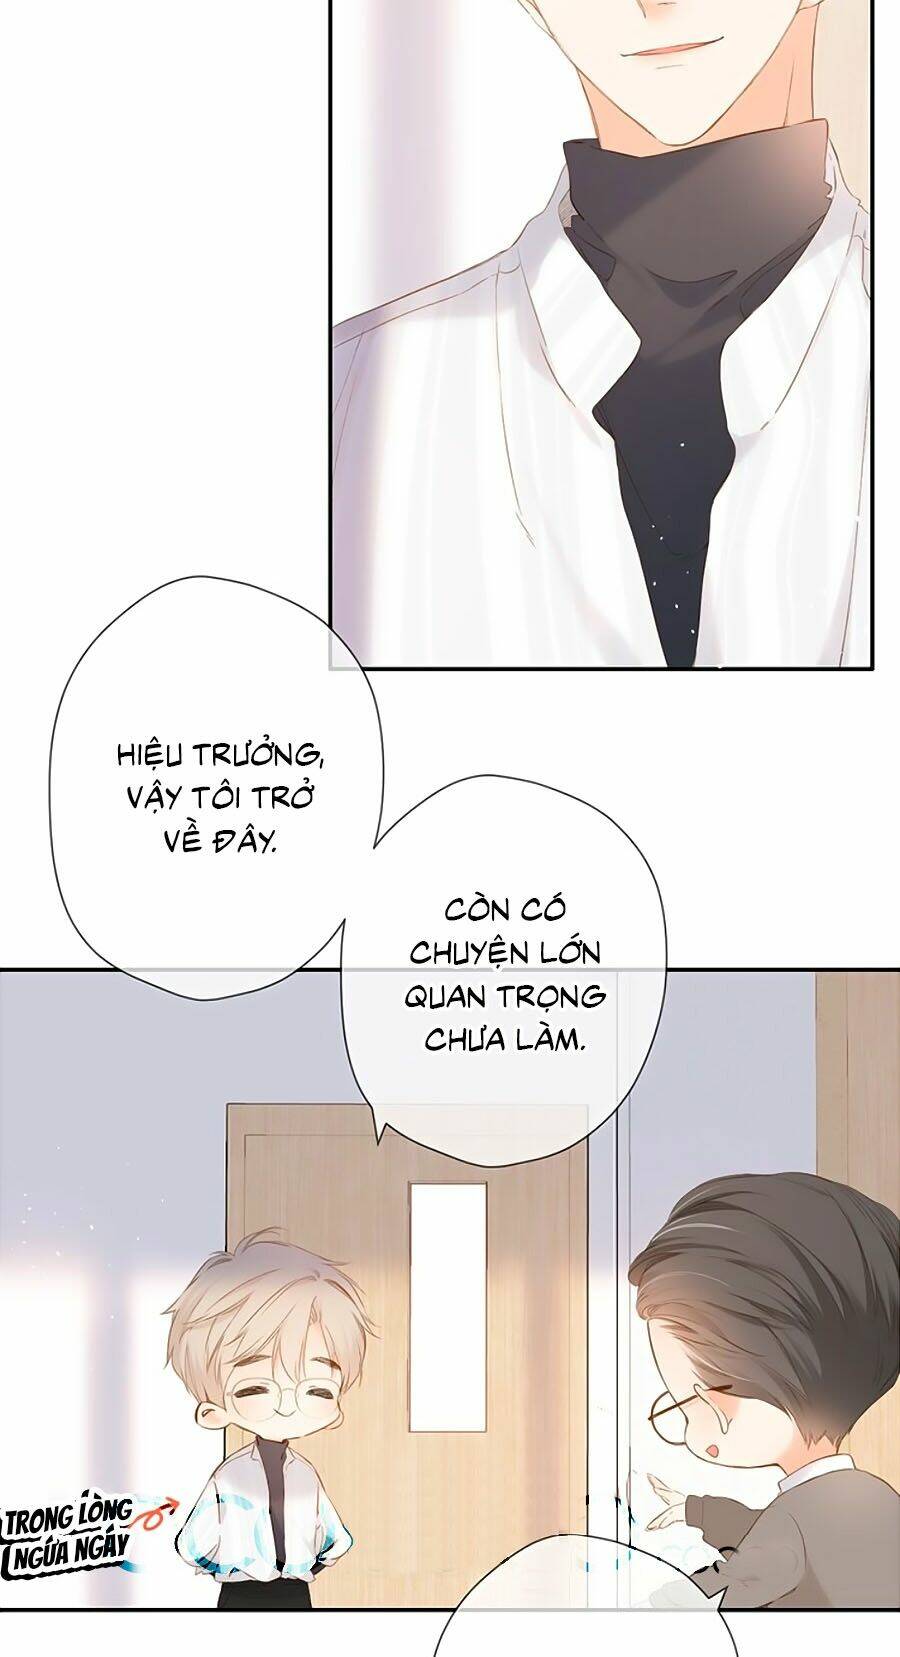 HIỆU TRƯỞNG,
VẬY TÔI TRỞ
VỀ ĐÂY.
CÒN CÓ
CHUYỆN LỚN
QUAN TRỌNG
CHƯA LÀM.
TRONG LÒNG
NGỨA NGÁY